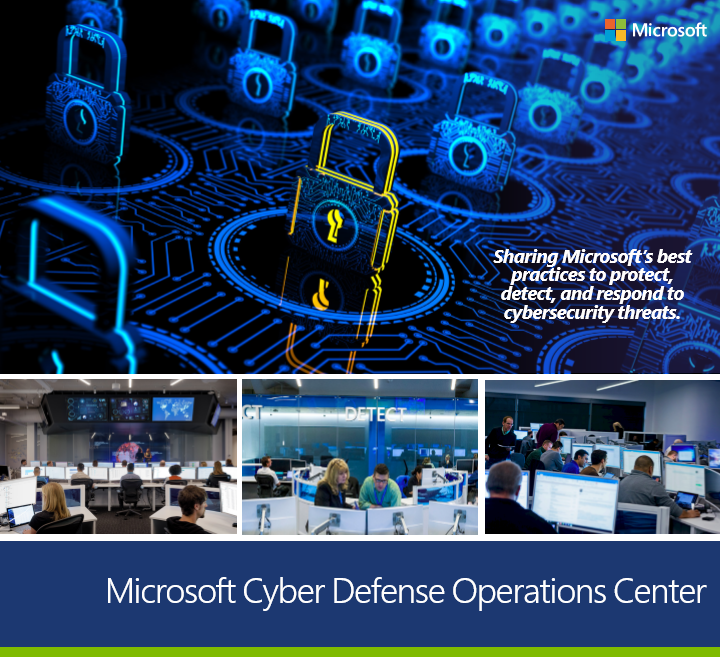 Microsoft
Sharing Microsoft's best
practices to protect,
detect, and respond to
cybersecurity threats.
DETECT
Microsoft Cyber Defense Operations Center